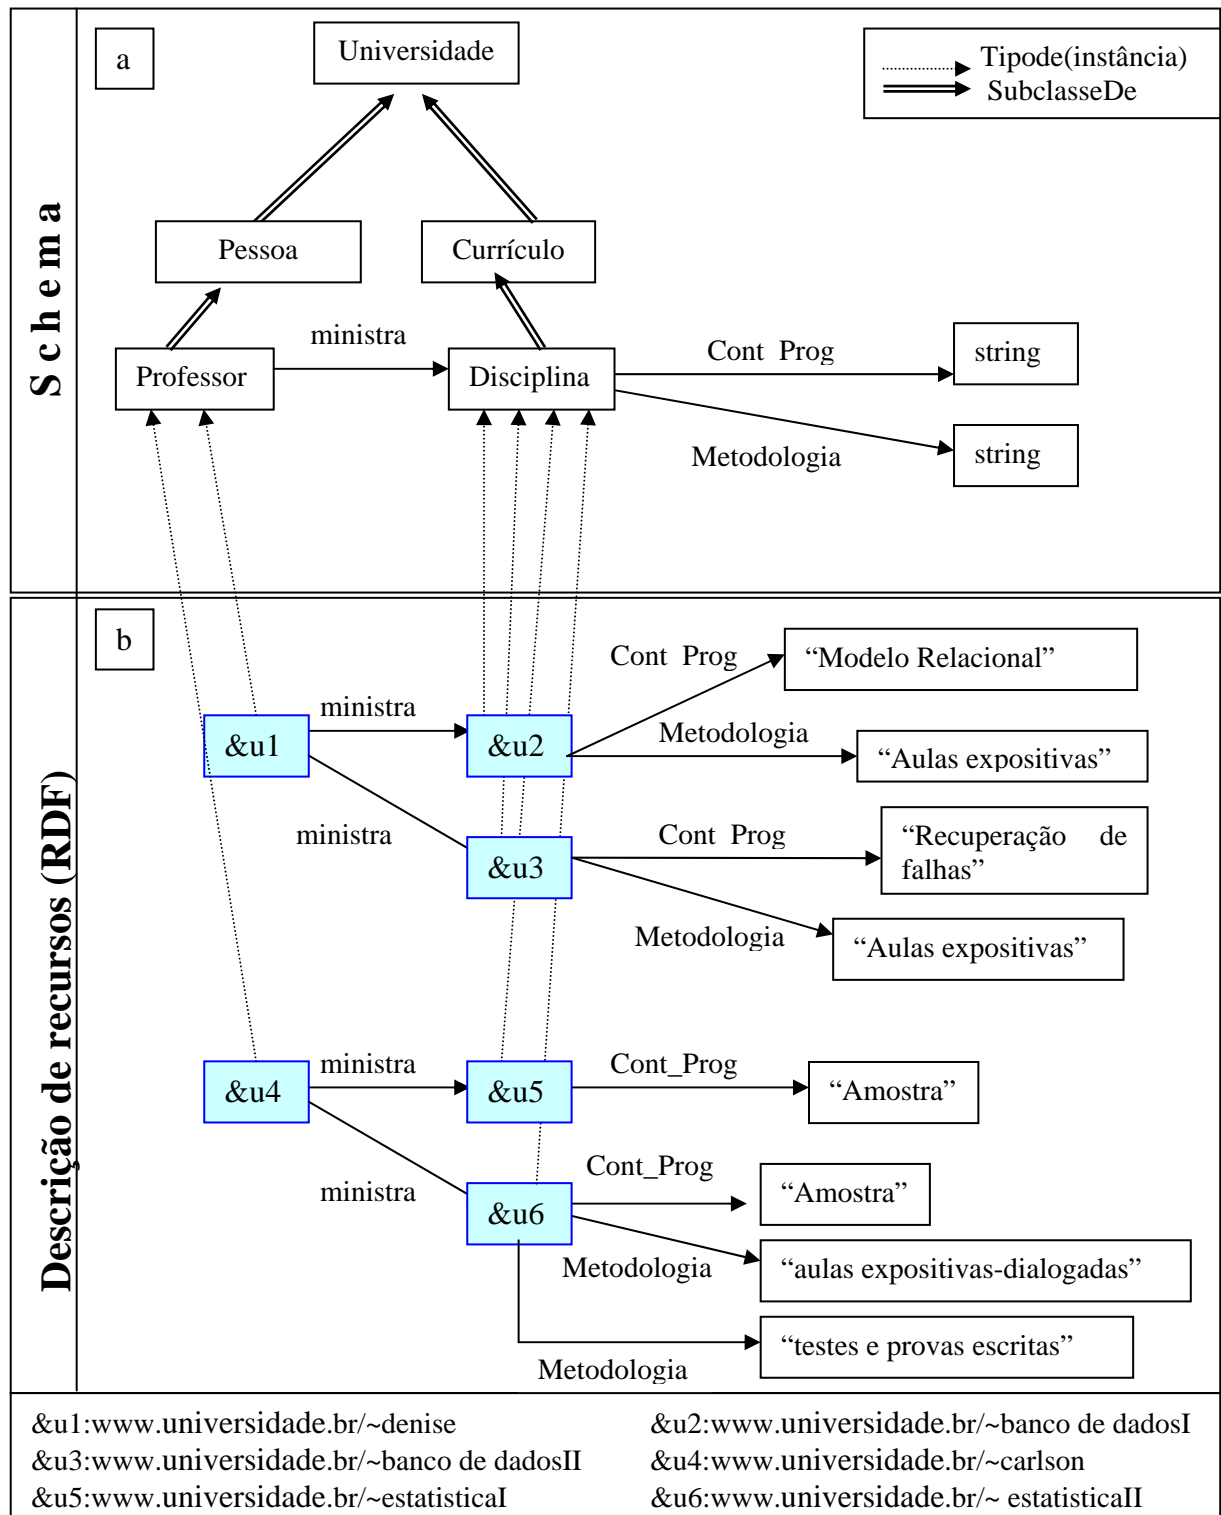 a
Universidade
Tipode(instância)
SubclasseDe
Schema
Pessoa
Currículo
ministra
Cont Prog
string
Professor
Disciplina
Metodologia
string
b
Descrição de recursos (RDF)
Cont Prog
“Modelo Relacional”
ministra
&u1
&u2
Metodologia
“Aulas expositivas”
ministra
&u3
Cont Prog
“Recuperação de
falhas”
Metodologia
“Aulas expositivas”
ministra
&u4
&u5
Cont_Prog
“Amostra”
ministra
Cont_Prog
“Amostra”
&u6
Metodologia
“aulas expositivas-dialogadas”
“testes e provas escritas”
Metodologia
&u1:www.universidade.br/~denise
&u2:www.universidade.br/~banco de dadosI
&u3:www.universidade.br/~banco de dadosII
&u4:www.universidade.br/~carlson
&u5:www.universidade.br/~estatisticaI
&u6:www.universidade.br/~ estatisticaII